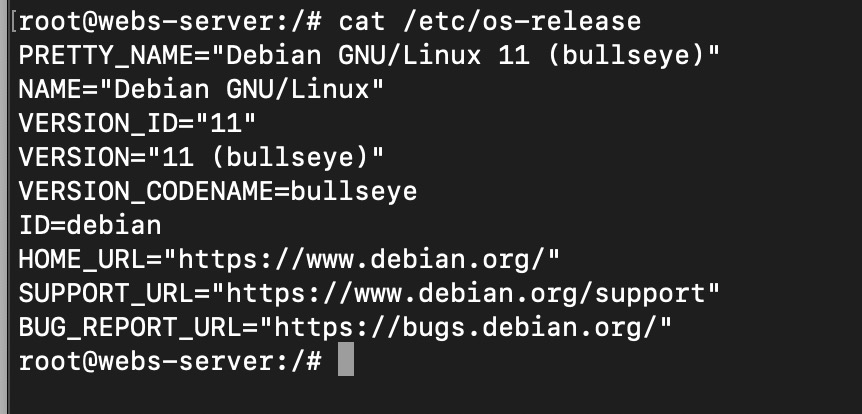 [root@webs-server:/# cat /etc/os-release
PRETTY_NAME="Debian GNU/Linux 11 (bullseye)"
NAME="Debian GNU/Linux"
VERSION_ID="11"
VERSION="11 (bullseye)"
VERSION_CODENAME=bullseye
ID=debian
HOME_URL="https://www.debian.org/"
SUPPORT_URL="https://www.debian.org/support"
BUG_REPORT_URL="https://bugs.debian.org/"
root@webs-server:/#